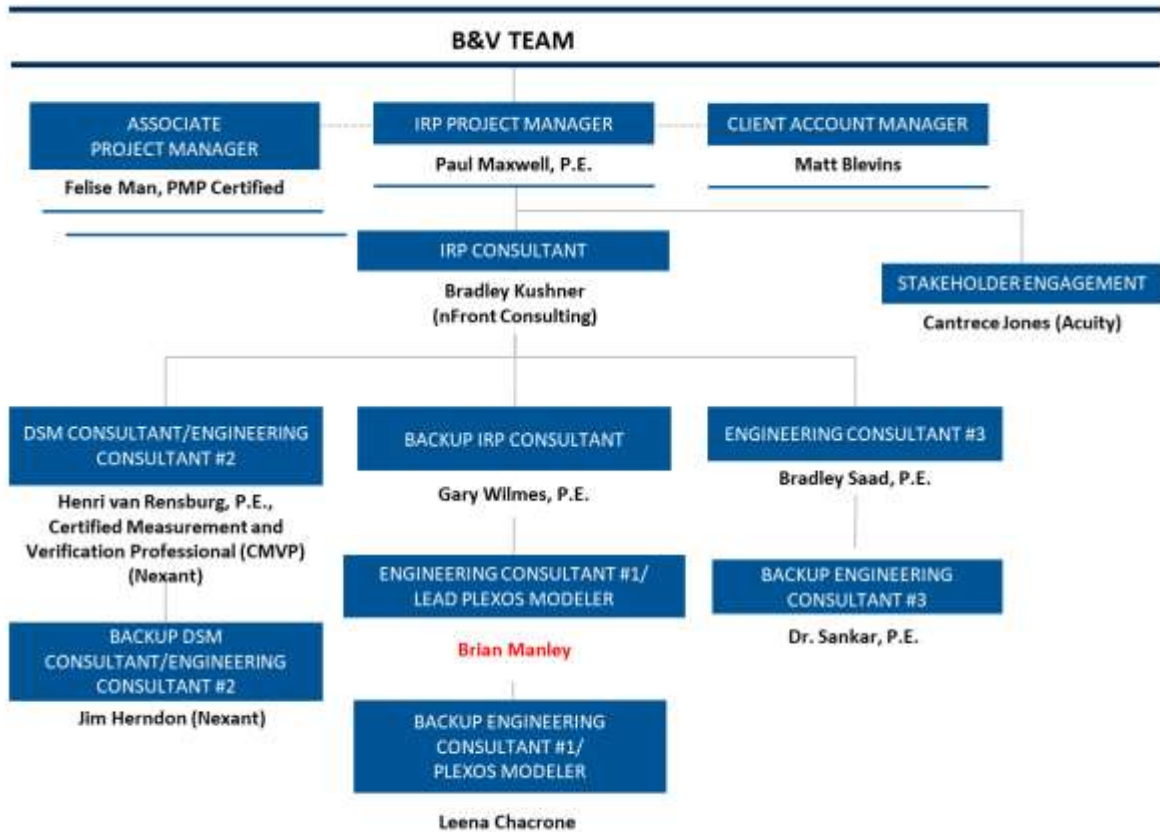 B&V TEAM
ASSOCIATE
PROJECT MANAGER
Felise Man, PMP Certified
IRP PROJECT MANAGER
Paul Maxwell, P.E.
CLIENT ACCOUNT MANAGER
Matt Blevins
IRP CONSULTANT
Bradley Kushner
(nFront Consulting)
STAKEHOLDER ENGAGEMENT
Cantrece Jones (Acuity)
DSM CONSULTANT/ENGINEERING
CONSULTANT #2
Henri van Rensburg, P.E.,
Certified Measurement and
Verification Professional (CMVP)
(Nexant)
BACKUP DSM
CONSULTANT/ENGINEERING
CONSULTANT #2
Jim Herndon (Nexant)
BACKUP IRP CONSULTANT
Gary Wilmes, P.E.
ENGINEERING CONSULTANT #1/
LEAD PLEXOS MODELER
Brian Manley
BACKUP ENGINEERING
CONSULTANT #1/
PLEXOS MODELER
Leena Chacrone
ENGINEERING CONSULTANT #3
Bradley Saad, P.E.
BACKUP ENGINEERING
CONSULTANT #3
Dr. Sankar, P.E.